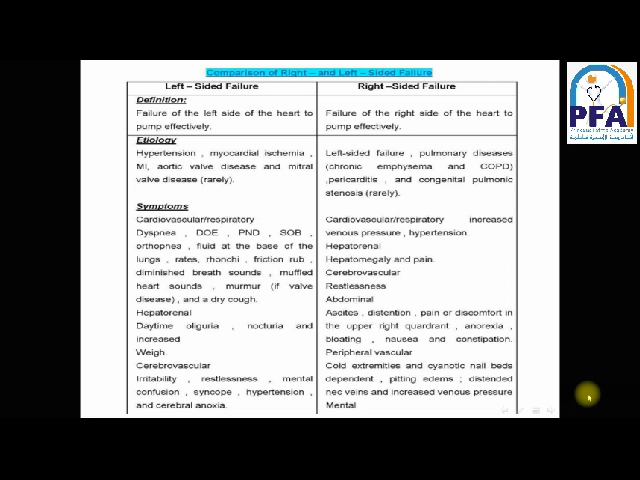 Comparison of Right – and Left – Sided Failure
Left – Sided Failure
Definition:
Failure of the left side of the heart to
pump effectively.
Etiology
Hypertension , myocardial ischemia ,
MI, aortic valve disease and mitral
valve disease (rarely).
Symptoms
Cardiovascular/respiratory
Dyspnea , DOE , PND , SOB ,
orthopnea , fluid at the base of the
lungs , rates, rhonchi , friction rub ,
diminished breath sounds , muffled
heart sounds , murmur (if valve
disease) , and a dry cough.
Hepatorenal
Daytime oliguria , nocturia and
increased
Weigh.
Cerebrovascular
Irritability , restlessness , mental
confusion , syncope , hypertension ,
and cerebral anoxia.
Right –Sided Failure
Failure of the right side of the heart to
pump effectively.
Left-sided failure , pulmonary diseases
(chronic emphysema and COPD)
,pericarditis , and congenital pulmonic
stenosis (rarely).
Cardiovascular/respiratory increased
venous pressure , hypertension.
Hepatorenal
Hepatomegaly and pain.
Cerebrovascular
Restlessness
Abdominal
Ascites , distention , pain or discomfort in
the upper right quardrant , anorexia ,
bloating , nausea and constipation.
Peripheral vascular
Cold extremities and cyanotic nail beds
dependent , pitting edems ; distended
nec veins and increased venous pressure
Mental
PFA